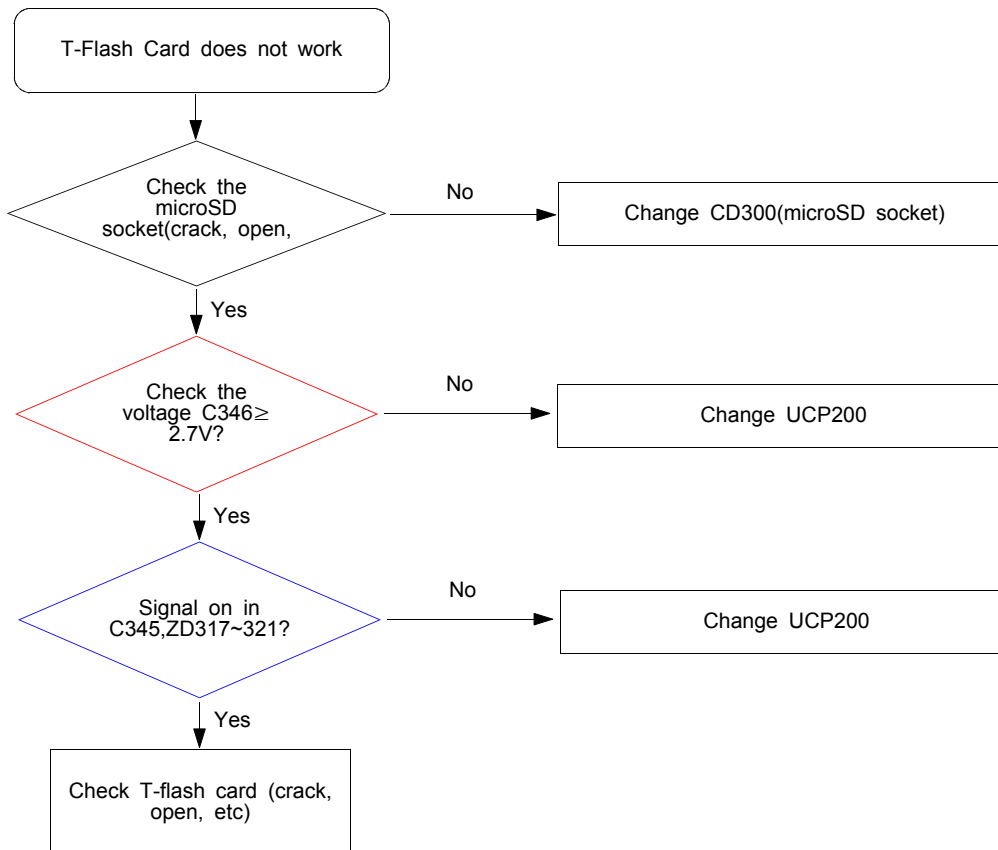 T-Flash Card does not work
Check the
microSD
socket(crack, open,
No
Change CD300(microSD socket)
Yes
Check the
voltage C346≥
2.7V?
No
Change UCP200
Yes
Signal on in
C345,ZD317~321?
No
Change UCP200
Yes
Check T-flash card (crack,
open, etc)